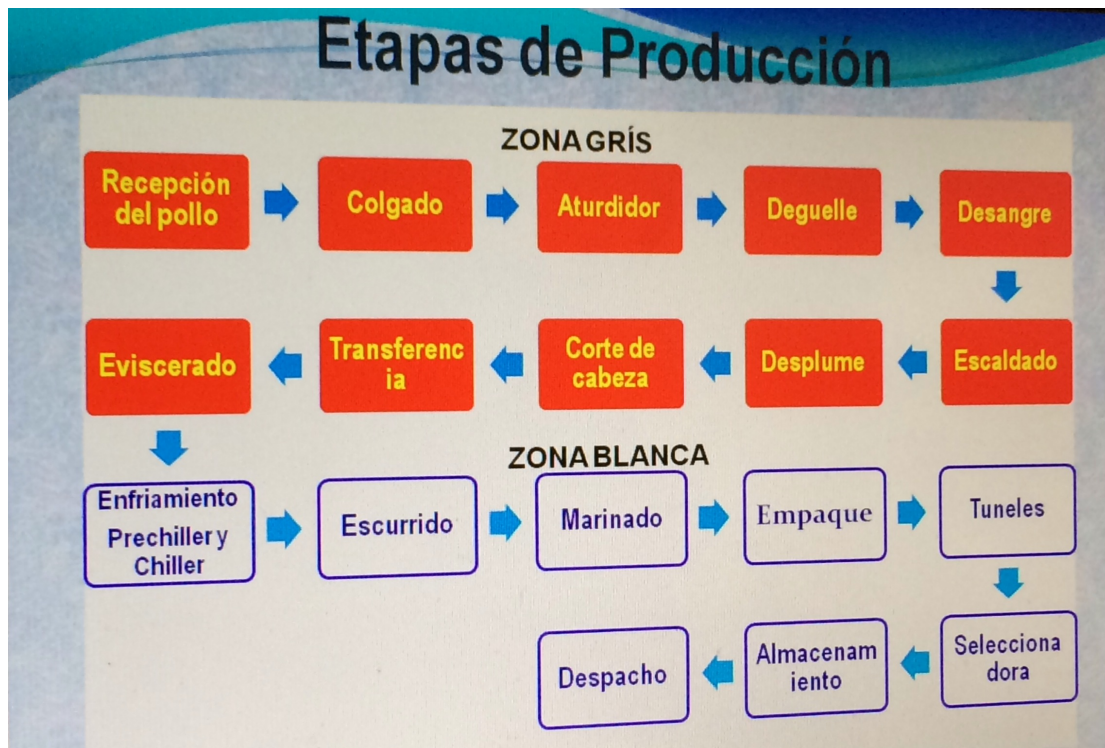 Etapas de Producción
ZONA GRÍS
Recepción
del pollo
Colgado
Aturdidor
Deguelle
Desangre
Escaldado
Desplume
Corte de
cabeza
Transferenc
ia
Eviscerado
ZONA BLANCA
Enfriamiento
Prechiller y
Chiller
Escurrido
Marinado
Empaque
Tuneles
Selecciona
dora
Almacenam
iento
Despacho